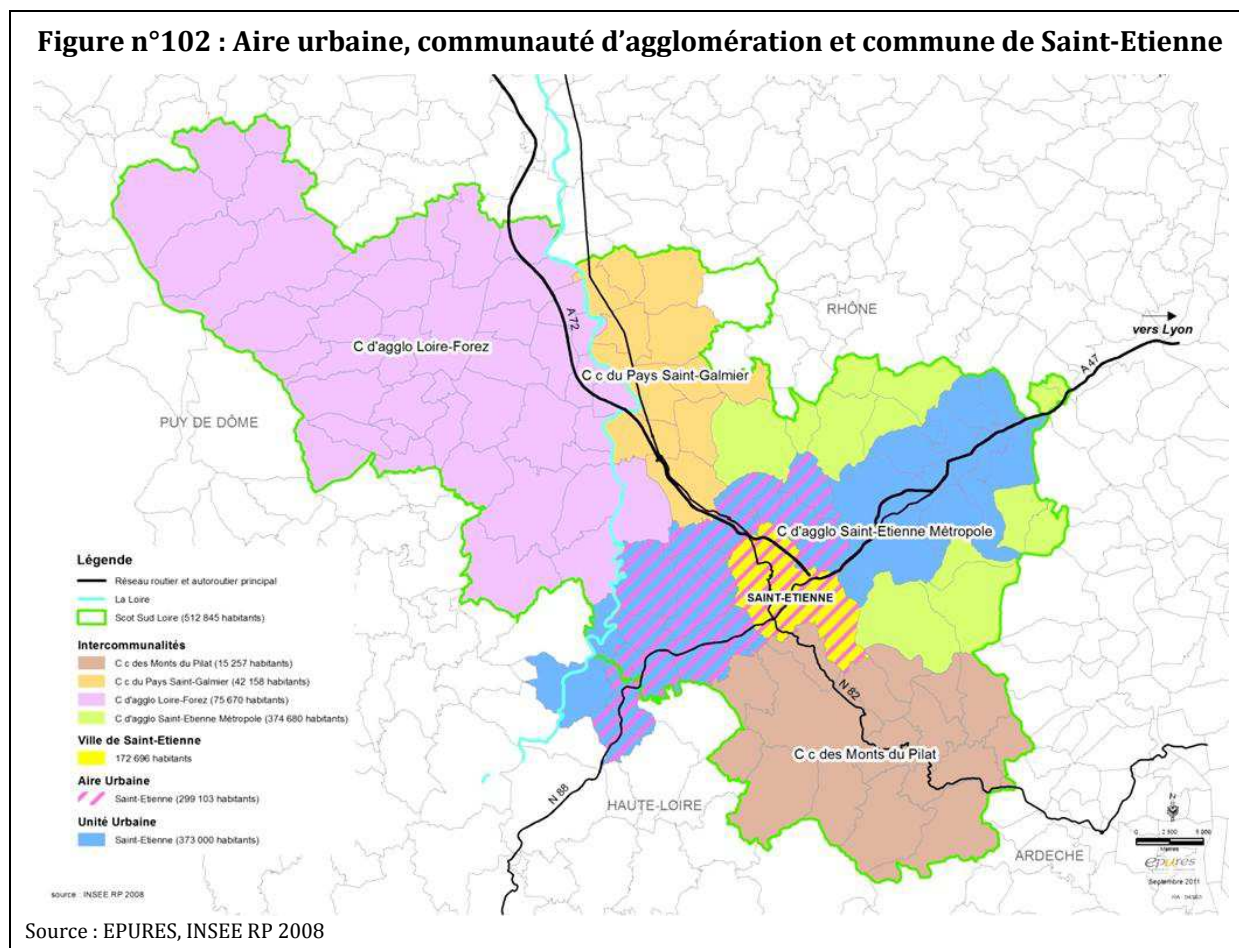 Figure n°102 : Aire urbaine, communauté d'agglomération et commune de Saint-Etienne
RHÔNE
vers Lyon
A 72
C d'agglo Loire-Forez
A 47
C c du Pays Saint-Galmier
PUY DE DÔME
C d'agglo Saint-Etienne Métropole
Légende
Réseau routier et autoroutier principal
La Loire
Scot Sud Loire (512 845 habitants)
SAINT-ETIENNE
Intercommunalités
C c des Monts du Pilat (15 257 habitants)
C c du Pays Saint-Galmier (42 158 habitants)
C d'agglo Loire-Forez (75 670 habitants)
C d'agglo Saint-Etienne Métropole (374 680 habitants)
Ville de Saint-Etienne
172 696 habitants
Aire Urbaine
Saint-Etienne (299 103 habitants)
Unité Urbaine
Saint-Etienne (373 000 habitants)
N 82
C c des Monts du Pilat
N 88
HAUTE-LOIRE
ARDECHE
N
0 2 500 5 000
Mètres
epures
Septembre 2011
source : INSEE RP 2008
Source : EPURES, INSEE RP 2008